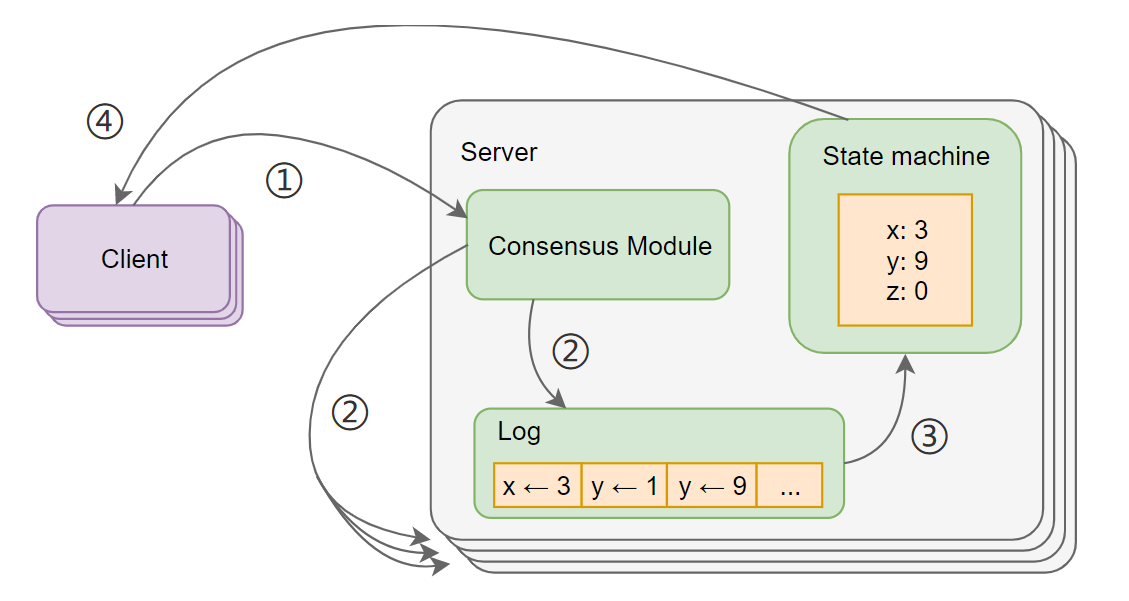 ④
①
Client
Server
Consensus Module
State machine
x: 3
y: 9
z: 0
②
②
Log
x ← 3 y ← 1 y ← 9 ...
③